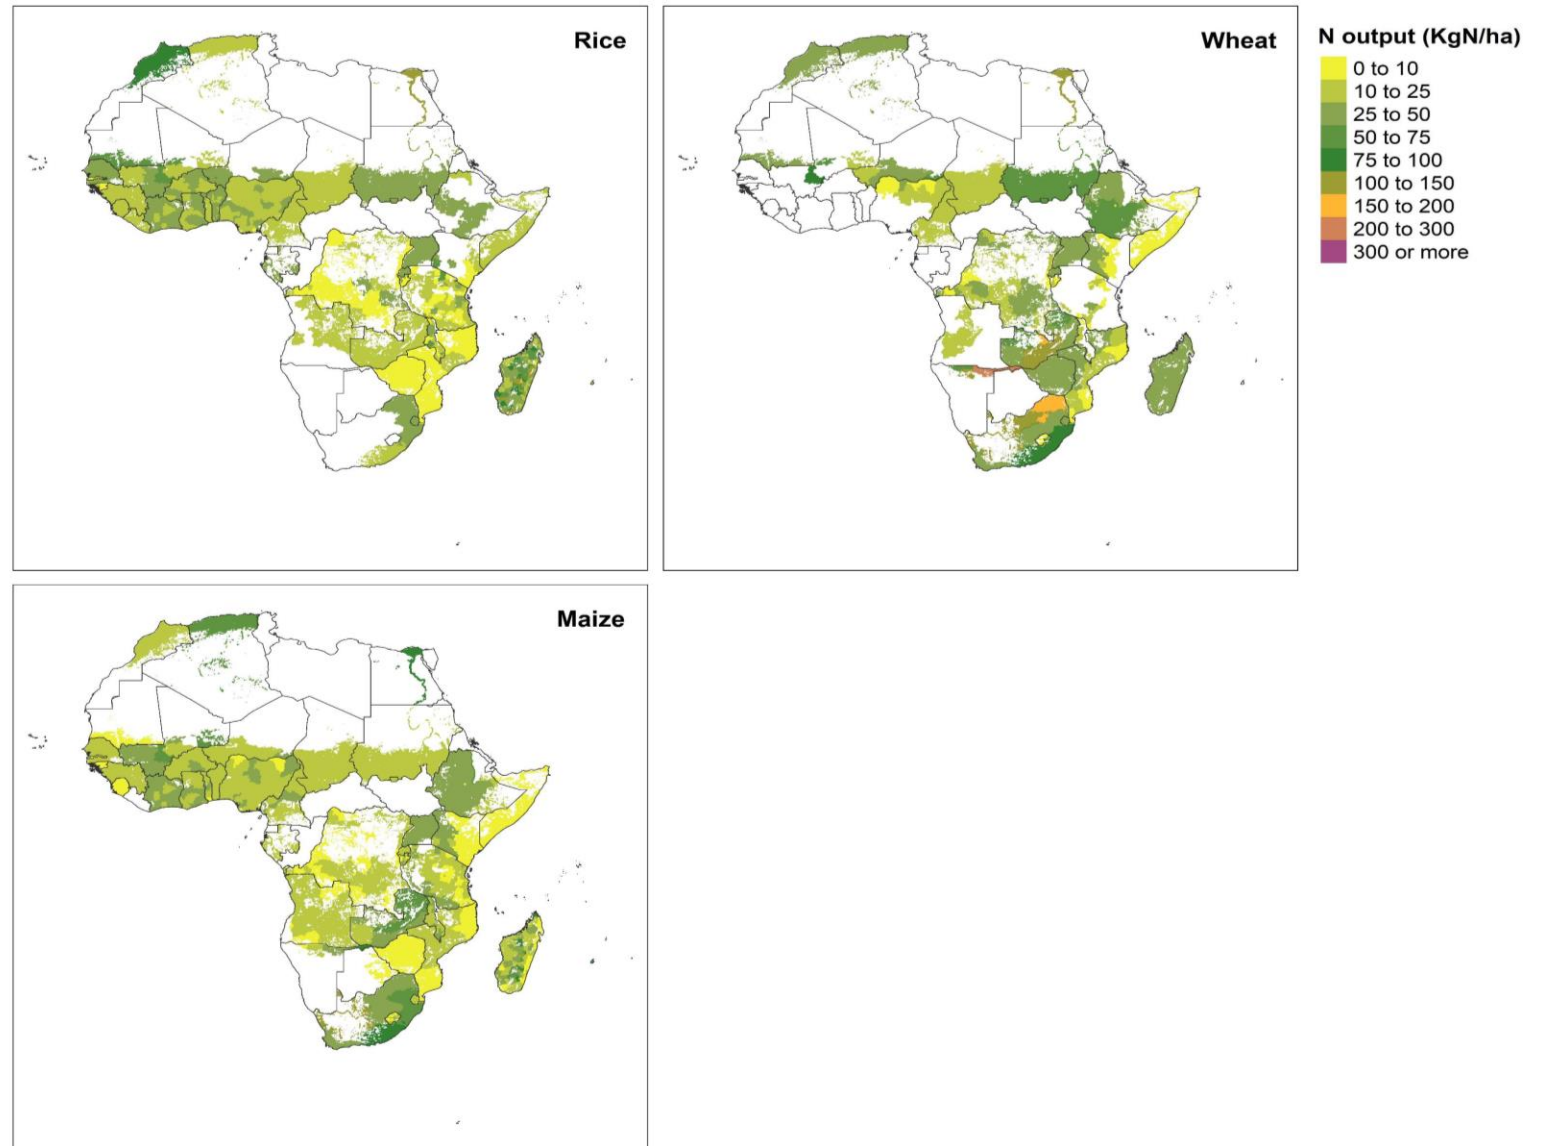 Rice
Wheat
N output (KgN/ha)
0 to 10
10 to 25
25 to 50
50 to 75
75 to 100
100 to 150
150 to 200
200 to 300
300 or more
Maize